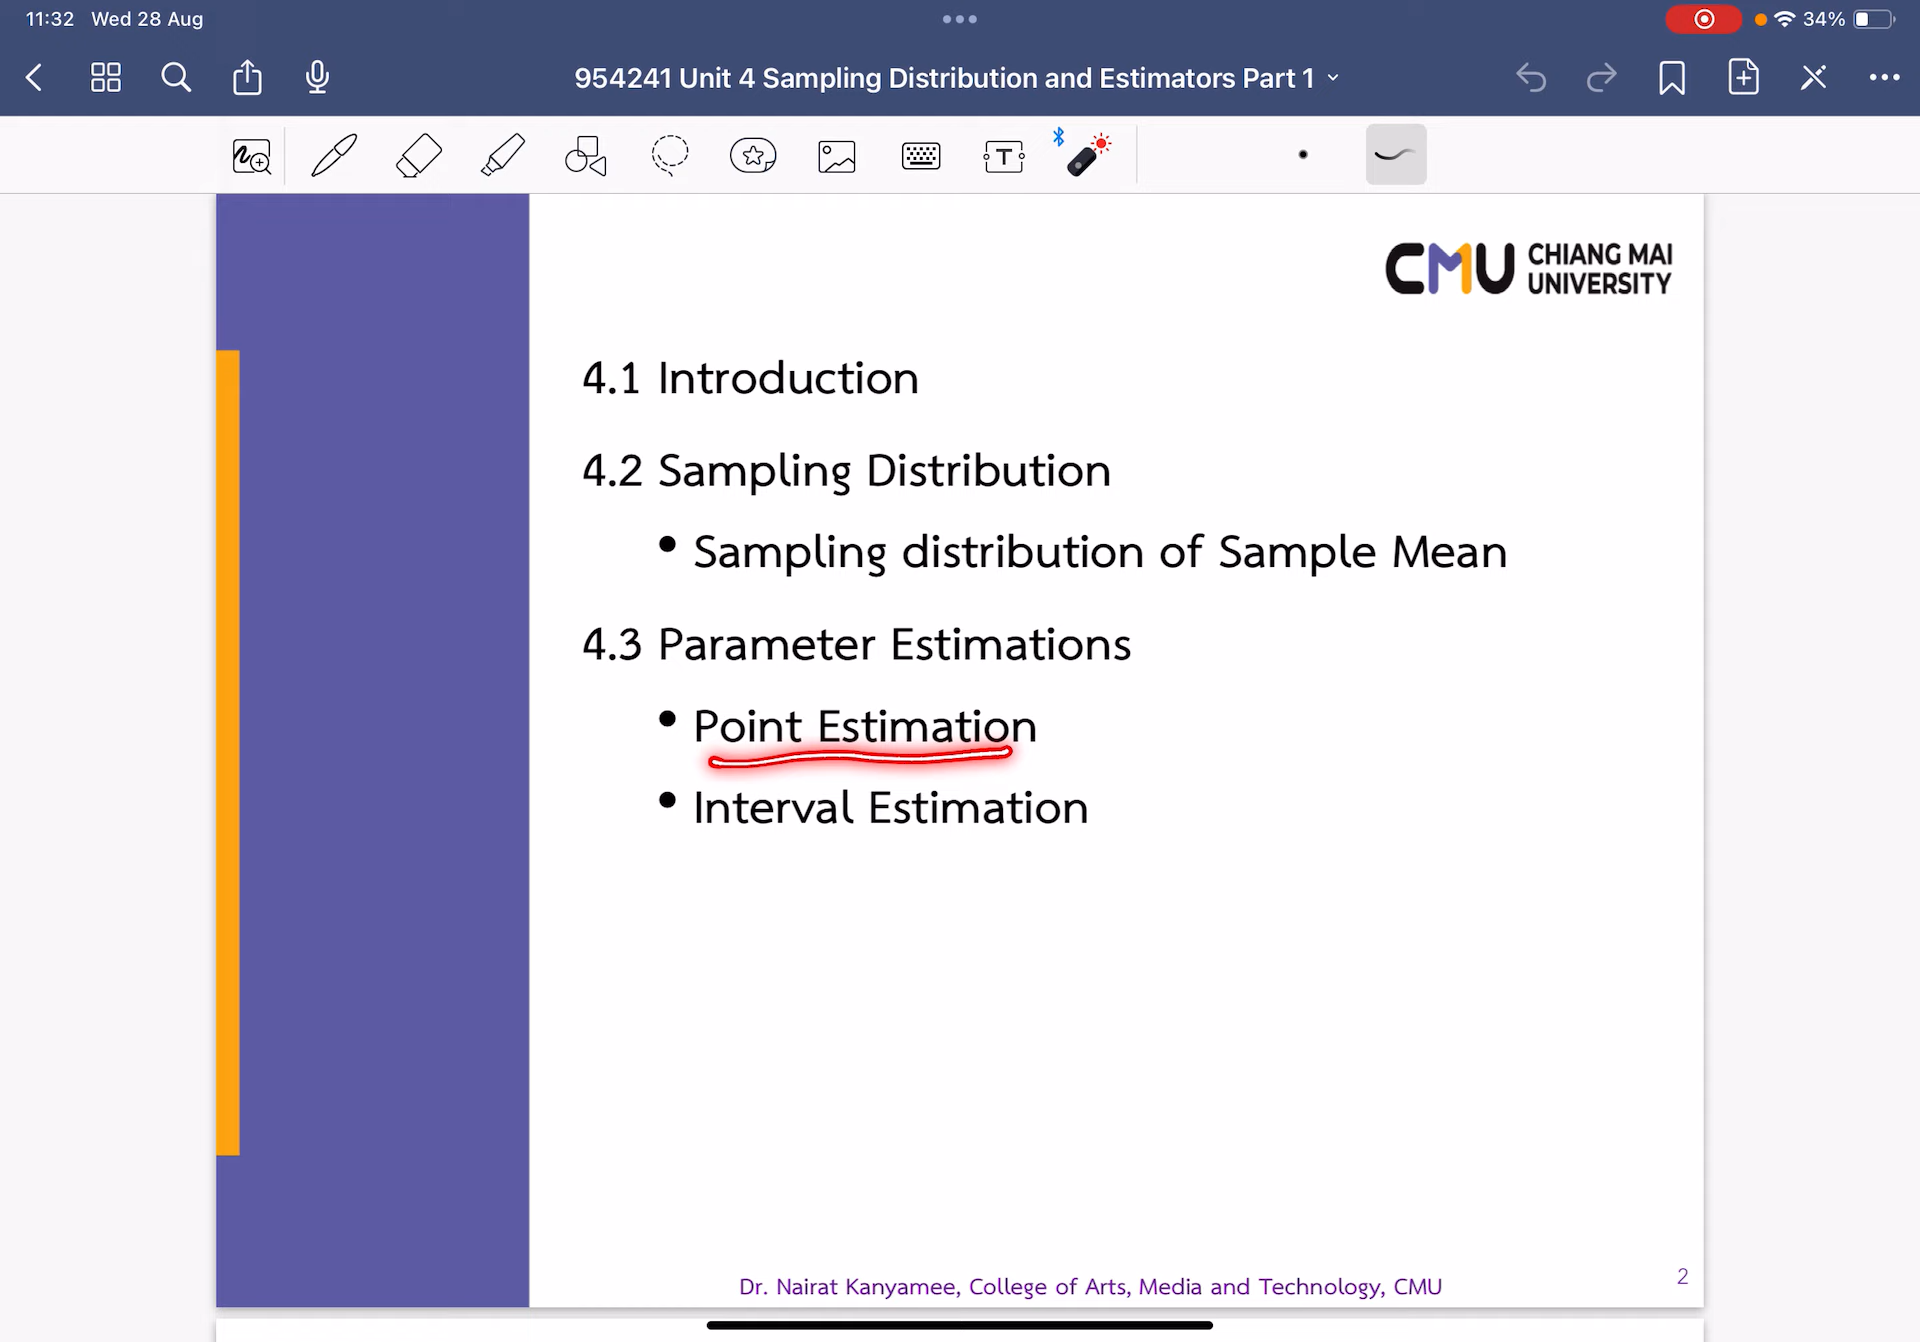 11:32 Wed 28 Aug
34%
954241 Unit 4 Sampling Distribution and Estimators Part 1
T
CMU CHIANG MAI
UNIVERSITY
4.1 Introduction
4.2 Sampling Distribution
• Sampling distribution of Sample Mean
4.3 Parameter Estimations
• Point Estimation
• Interval Estimation
Dr. Nairat Kanyamee, College of Arts, Media and Technology, CMU
2